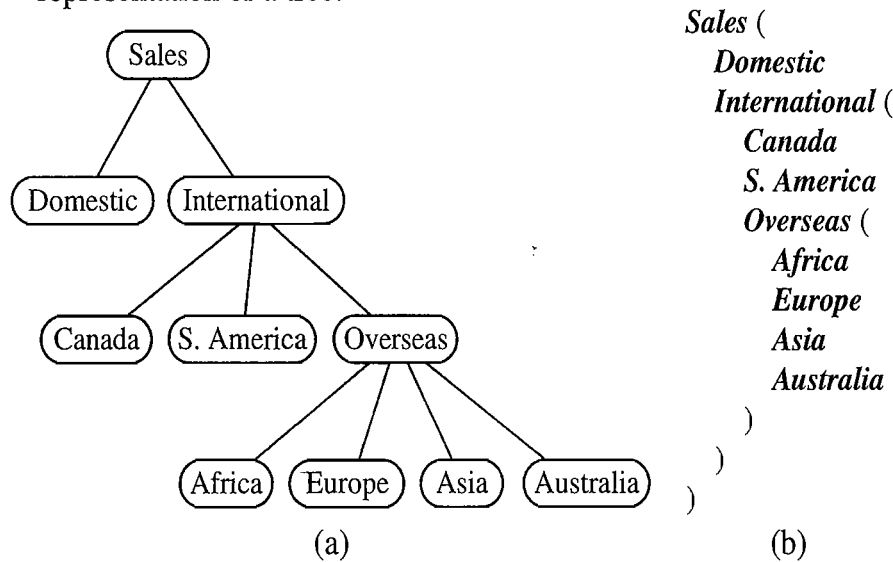 representation of a tree.
Sales
Domestic International
Canada S. America Overseas
Africa Europe Asia Australia
(a)
Sales (
Domestic
International (
Canada
S. America
Overseas (
Africa
Europe
Asia
Australia
)
)
)
(b)